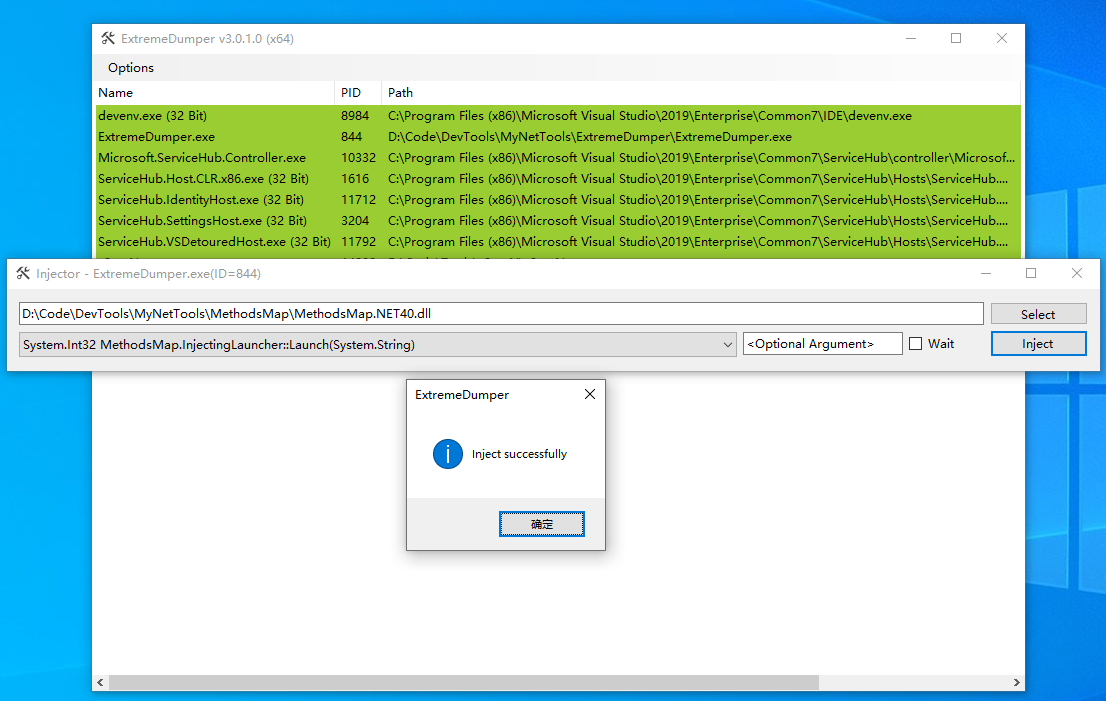 ExtremeDumper v3.0.1.0 (x64)
Options
Name PID Path
devenv.exe (32 Bit) 8984 C:\Program Files (x86)\Microsoft Visual Studio\2019\Enterprise\Common7\IDE\devenv.exe
ExtremeDumper.exe 844 D:\Code\DevTools\MyNetTools\ExtremeDumper\ExtremeDumper.exe
Microsoft.ServiceHub.Controller.exe 10332 C:\Program Files (x86)\Microsoft Visual Studio\2019\Enterprise\Common7\ServiceHub\controller\Microsof...
ServiceHub.Host.CLR.x86.exe (32 Bit) 1616 C:\Program Files (x86)\Microsoft Visual Studio\2019\Enterprise\Common7\ServiceHub\Hosts\ServiceHub....
ServiceHub.IdentityHost.exe (32 Bit) 11712 C:\Program Files (x86)\Microsoft Visual Studio\2019\Enterprise\Common7\ServiceHub\Hosts\ServiceHub....
ServiceHub.SettingsHost.exe (32 Bit) 3204 C:\Program Files (x86)\Microsoft Visual Studio\2019\Enterprise\Common7\ServiceHub\Hosts\ServiceHub....
ServiceHub.VSDetouredHost.exe (32 Bit) 11792 C:\Program Files (x86)\Microsoft Visual Studio\2019\Enterprise\Common7\ServiceHub\Hosts\ServiceHub....
Injector - ExtremeDumper.exe(ID=844)
D:\Code\DevTools\MyNetTools\MethodsMap\MethodsMap.NET40.dll Select
System.Int32 MethodsMap.InjectingLauncher::Launch(System.String) <Optional Argument> Wait Inject
ExtremeDumper
Inject successfully
确定